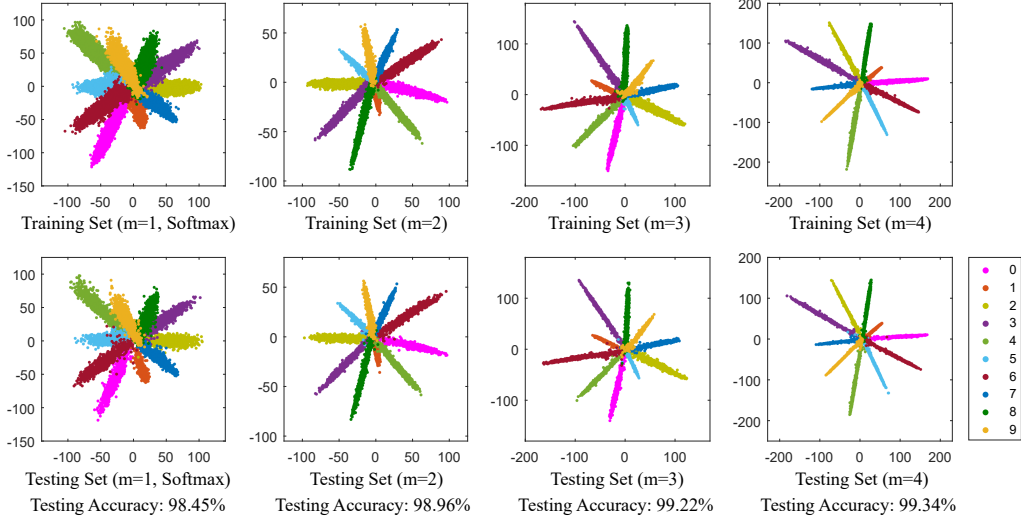 100
50
0
-50
-100
-150
-100 -50 0 50 100
Training Set (m=1, Softmax)
50
0
-50
-100
-100 -50 0 50 100
Training Set (m=2)
100
0
-100
-200 -100 0 100
Training Set (m=3)
200
100
0
-100
-200
-200 -100 0 100 200
Training Set (m=4)
100
50
0
-50
-100
-150
-100 -50 0 50 100
Testing Set (m=1, Softmax)
Testing Accuracy: 98.45%
50
0
-50
-100
-100 -50 0 50 100
Testing Set (m=2)
Testing Accuracy: 98.96%
100
0
-100
-200 -100 0 100
Testing Set (m=3)
Testing Accuracy: 99.22%
200
100
0
-100
-200
-200 -100 0 100 200
Testing Set (m=4)
Testing Accuracy: 99.34%
0
1
2
3
4
5
6
7
8
9